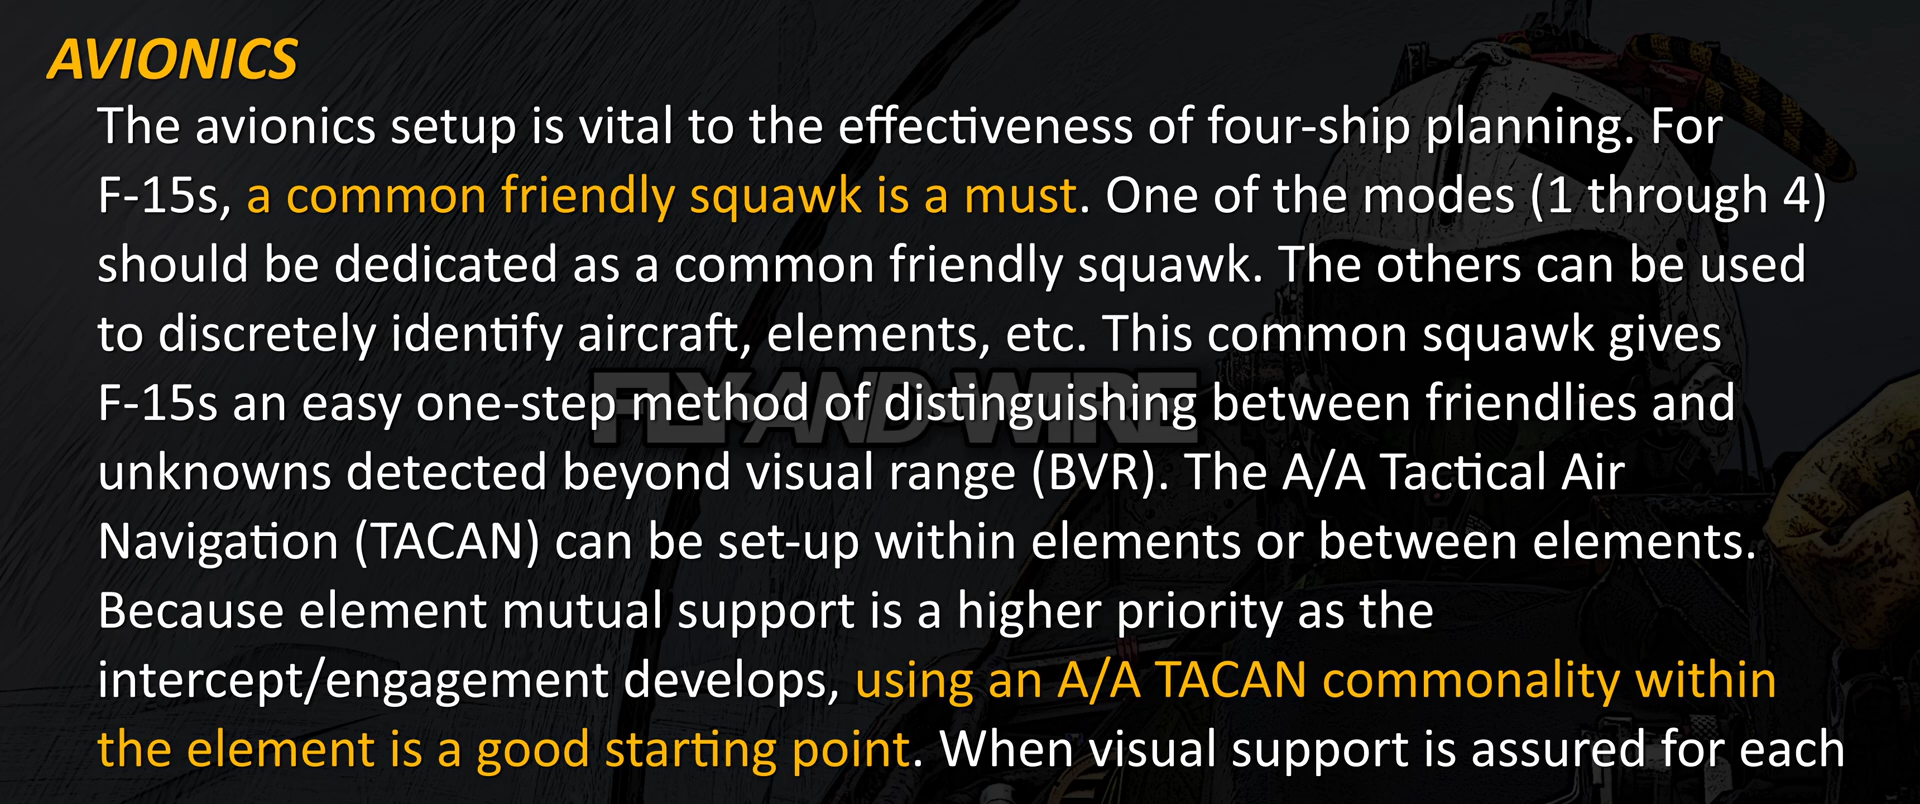 AVIONICS
The avionics setup is vital to the effectiveness of four-ship planning. For
F-15s, a common friendly squawk is a must. One of the modes (1 through 4)
should be dedicated as a common friendly squawk. The others can be used
to discretely identify aircraft, elements, etc. This common squawk gives
F-15s an easy one-step method of distinguishing between friendlies and
FLY-AND-WIRE
unknowns detected beyond visual range (BVR). The A/A Tactical Air
Navigation (TACAN) can be set-up within elements or between elements.
Because element mutual support is a higher priority as the
intercept/engagement develops, using an A/A TACAN commonality within
the element is a good starting point. When visual support is assured for each